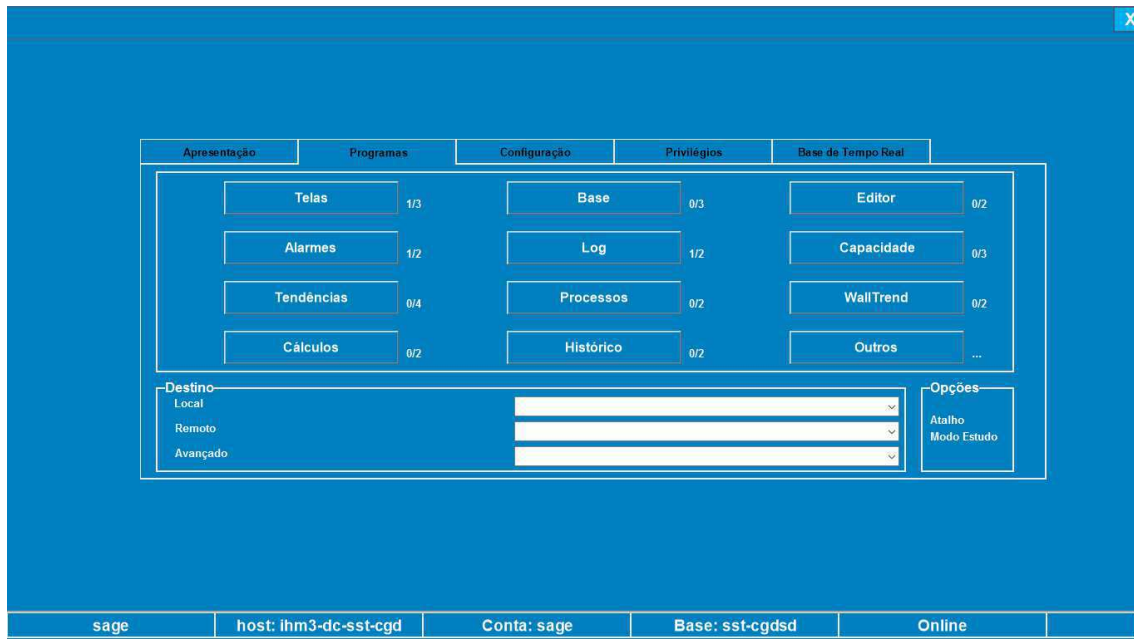 X
Apresentação Programas Configuração Privilégios Base de Tempo Real
Telas 1/3 Base 0/3 Editor 0/2
Alarmes 1/2 Log 1/2 Capacidade 0/3
Tendências 0/4 Processos 0/2 WallTrend 0/2
Cálculos 0/2 Histórico 0/2 Outros ...
Destino Opções
Local
Remoto Atalho
Modo Estudo
Avançado
sage host: ihm3-dc-sst-cgd Conta: sage Base: sst-cgdsd Online